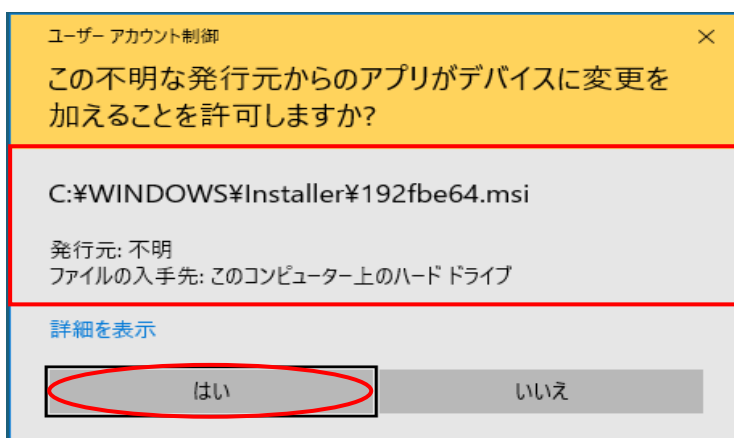 ユーザー アカウント制御
この不明な発行元からのアプリがデバイスに変更を
加えることを許可しますか?
C:¥WINDOWS¥Installer¥192fbe64.msi
発行元: 不明
ファイルの入手先: このコンピューター上のハード ドライブ
詳細を表示
はい
いいえ